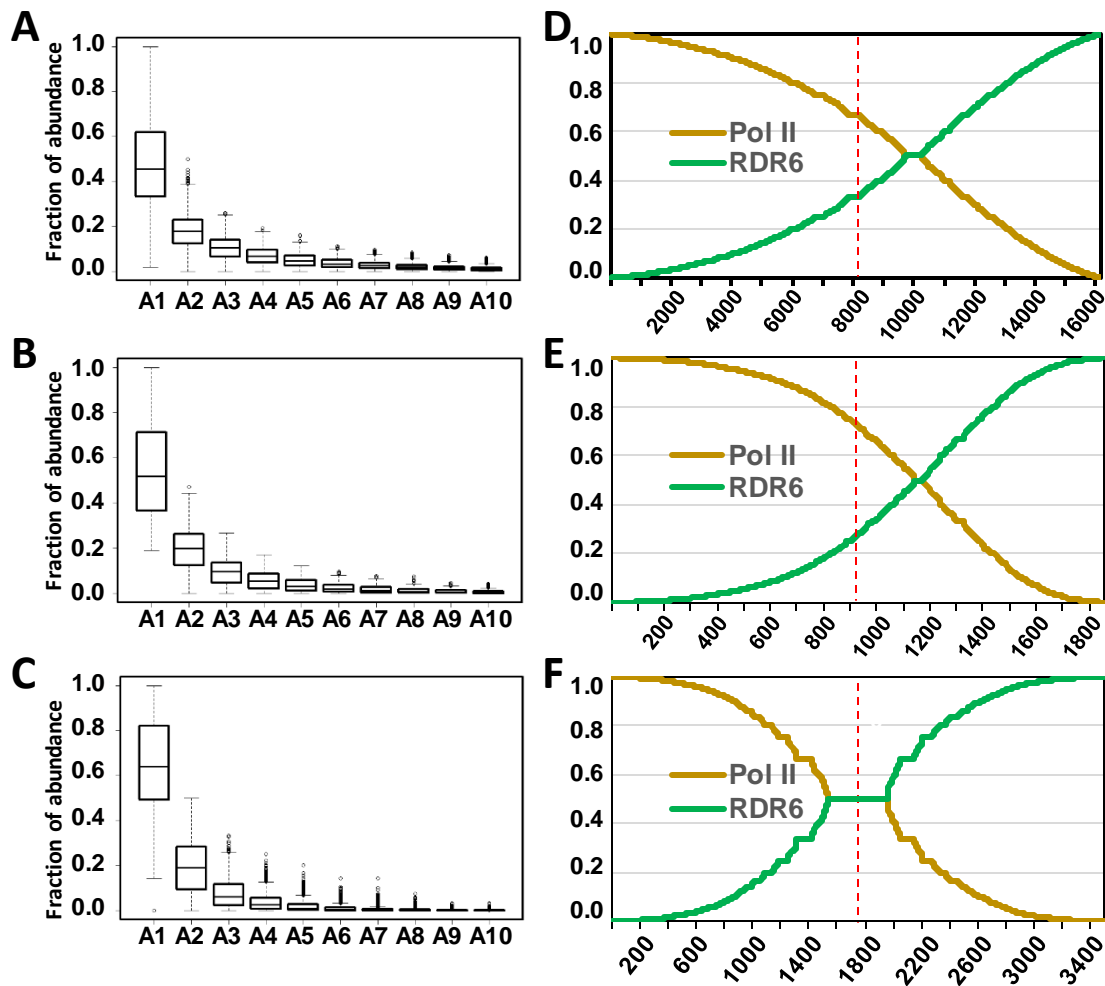 A
Fraction of abundance
1.0
0.8
0.6
0.4
0.2
0.0
A1 A2 A3 A4 A5 A6 A7 A8 A9 A10
D
1.0
0.8
0.6
0.4
0.2
0.0
Pol II
RDR6
2000 4000 6000 8000 10000 12000 14000 16000
B
Fraction of abundance
1.0
0.8
0.6
0.4
0.2
0.0
A1 A2 A3 A4 A5 A6 A7 A8 A9 A10
E
1.0
0.8
0.6
0.4
0.2
0.0
Pol II
RDR6
200 400 600 800 1000 1200 1400 1600 1800
C
Fraction of abundance
1.0
0.8
0.6
0.4
0.2
0.0
A1 A2 A3 A4 A5 A6 A7 A8 A9 A10
F
1.0
0.8
0.6
0.4
0.2
0.0
Pol II
RDR6
200 600 1000 1400 1800 2200 2600 3000 3400